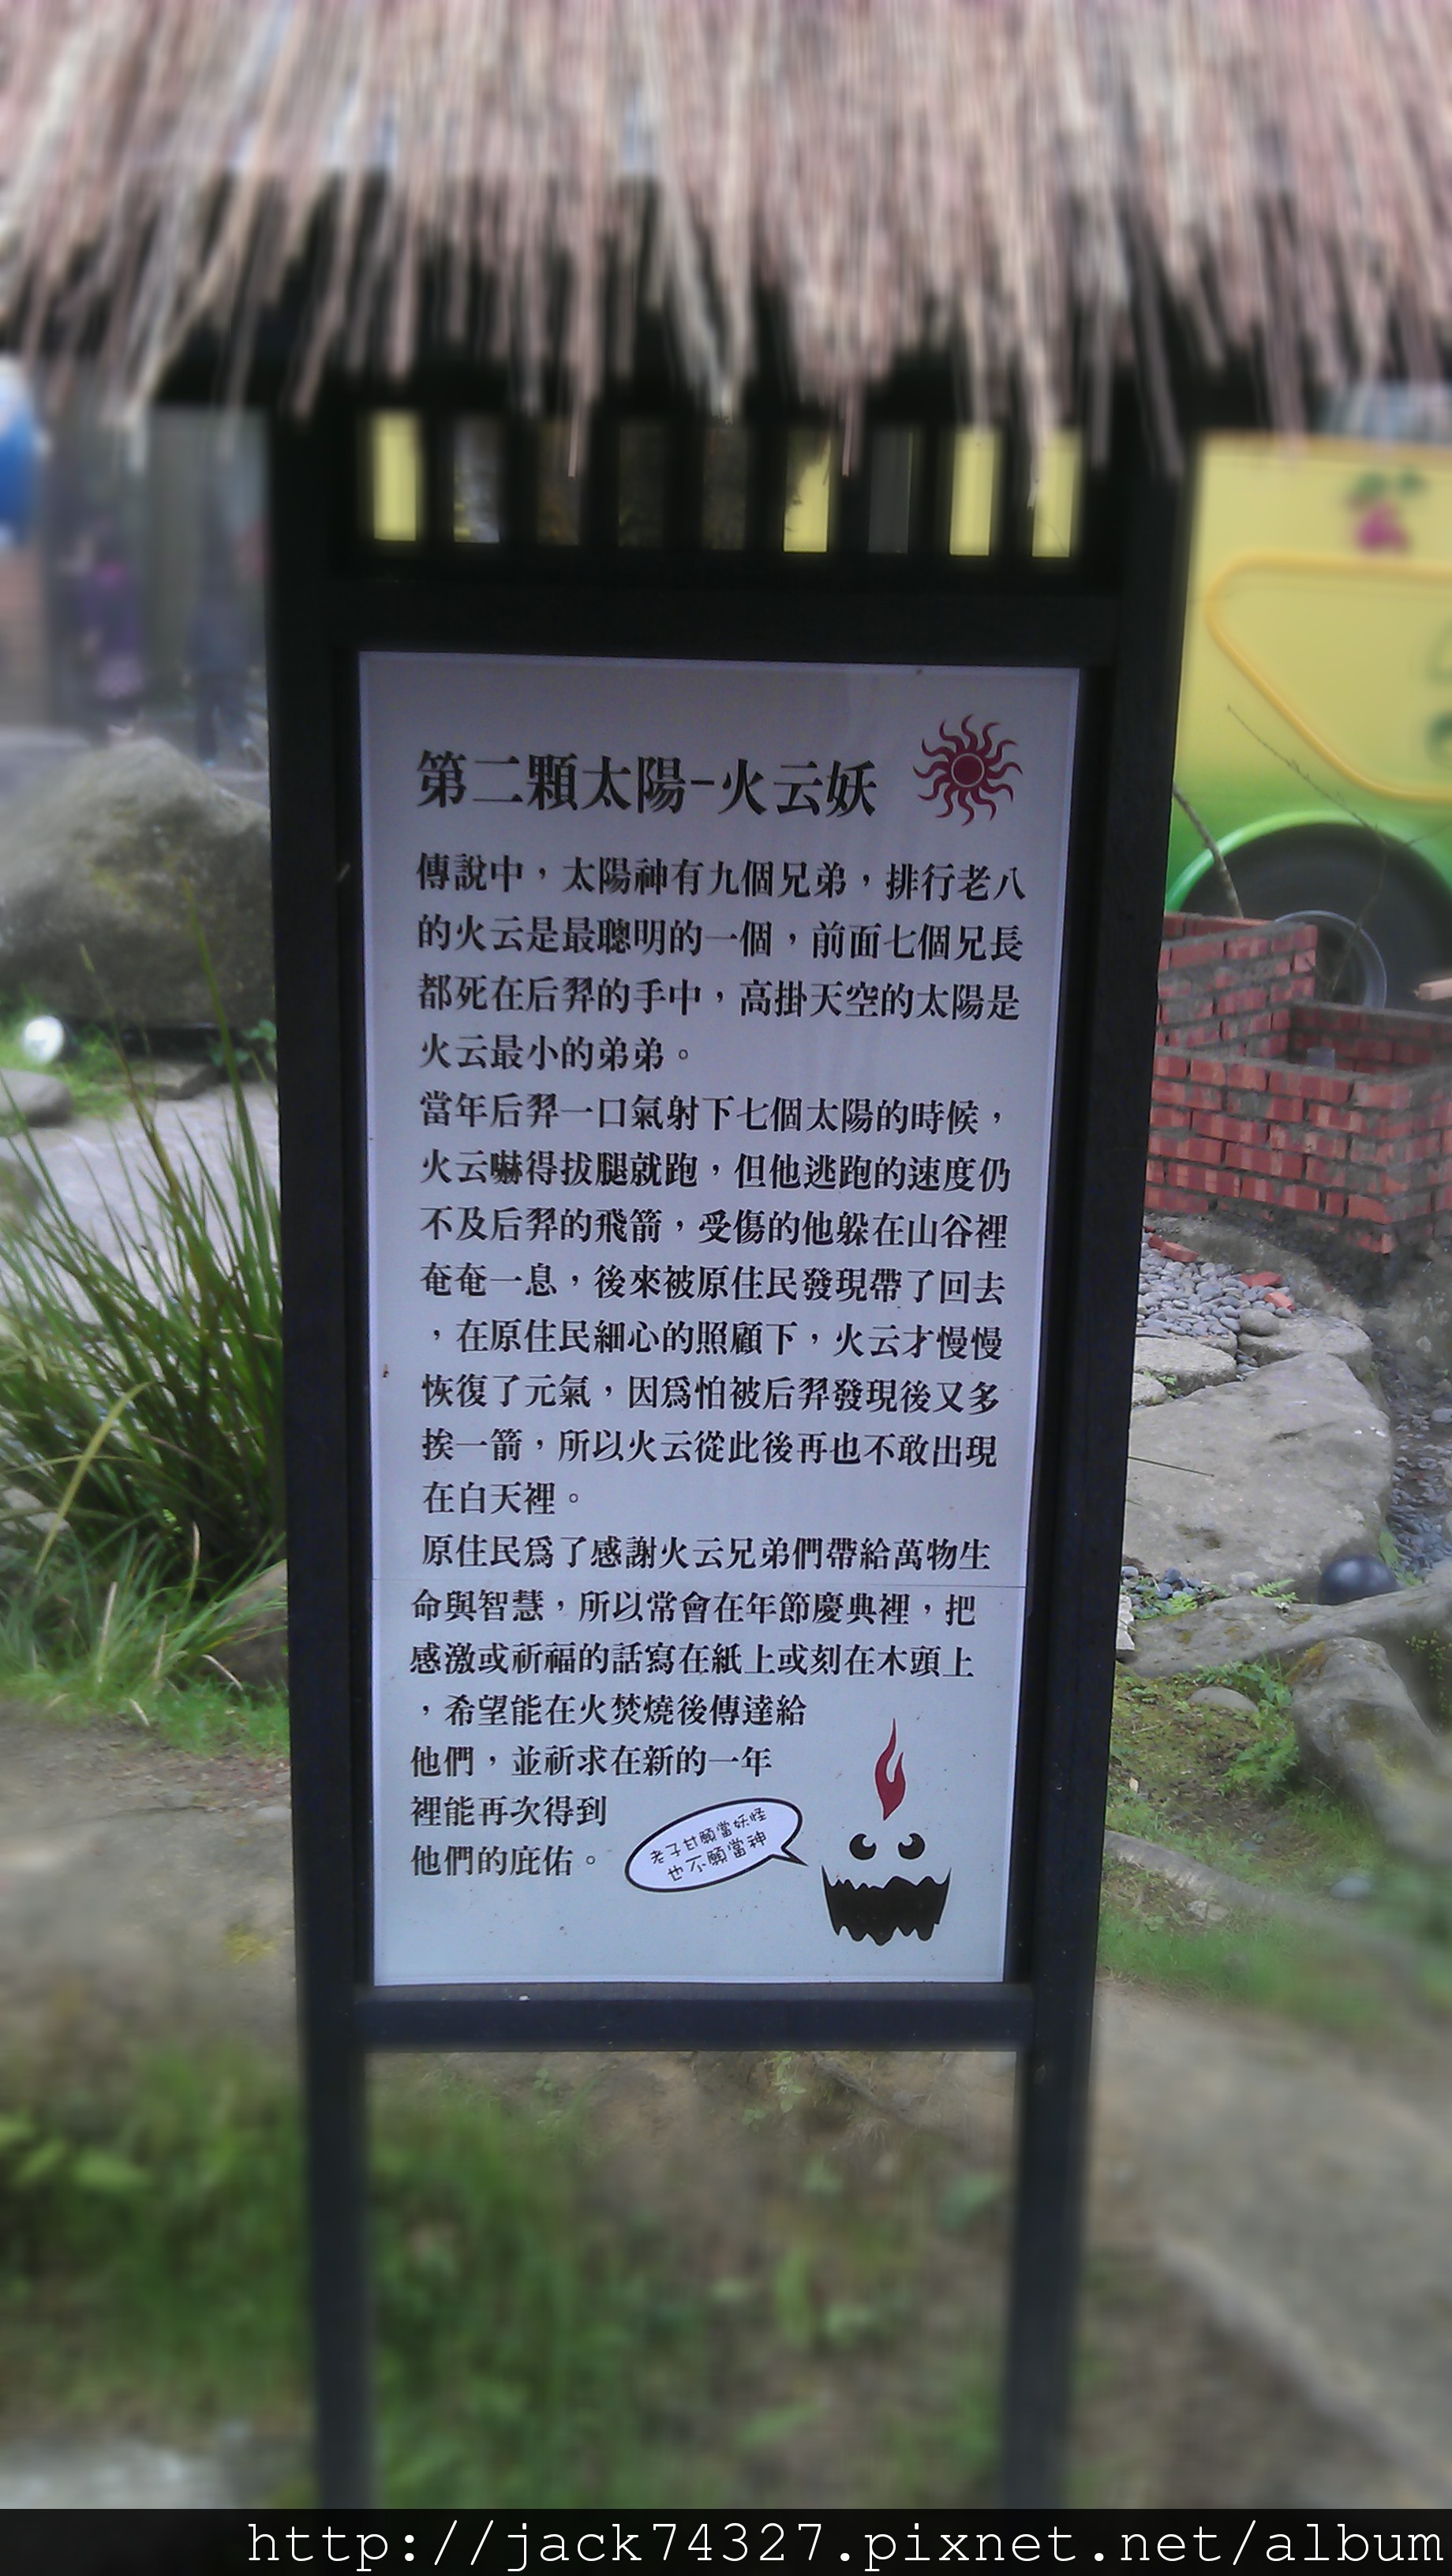 第二顆太陽-火云妖
傳說中，太陽神有九個兄弟，排行老八
的火云是最聰明的一個，前面七個兄長
都死在后羿的手中，高掛天空的太陽是
火云最小的弟弟。
當年后羿一口氣射下七個太陽的時候，
火云嚇得拔腿就跑，但他逃跑的速度仍
不及后羿的飛箭，受傷的他躲在山谷裡
奄奄一息，後來被原住民發現帶了回去
，在原住民細心的照顧下，火云才慢慢
恢復了元氣，因為怕被后羿發現後又多
挨一箭，所以火云從此後再也不敢出現
在白天裡。
原住民為了感謝火云兄弟們帶給萬物生
命與智慧，所以常會在年節慶典裡，把
感激或祈福的話寫在紙上或刻在木頭上
，希望能在火焚燒後傳達給
他們，並祈求在新的一年
裡能再次得到
他們的庇佑。
老子甘願當妖怪
也不願當神
http://jack74327.pixnet.net/album